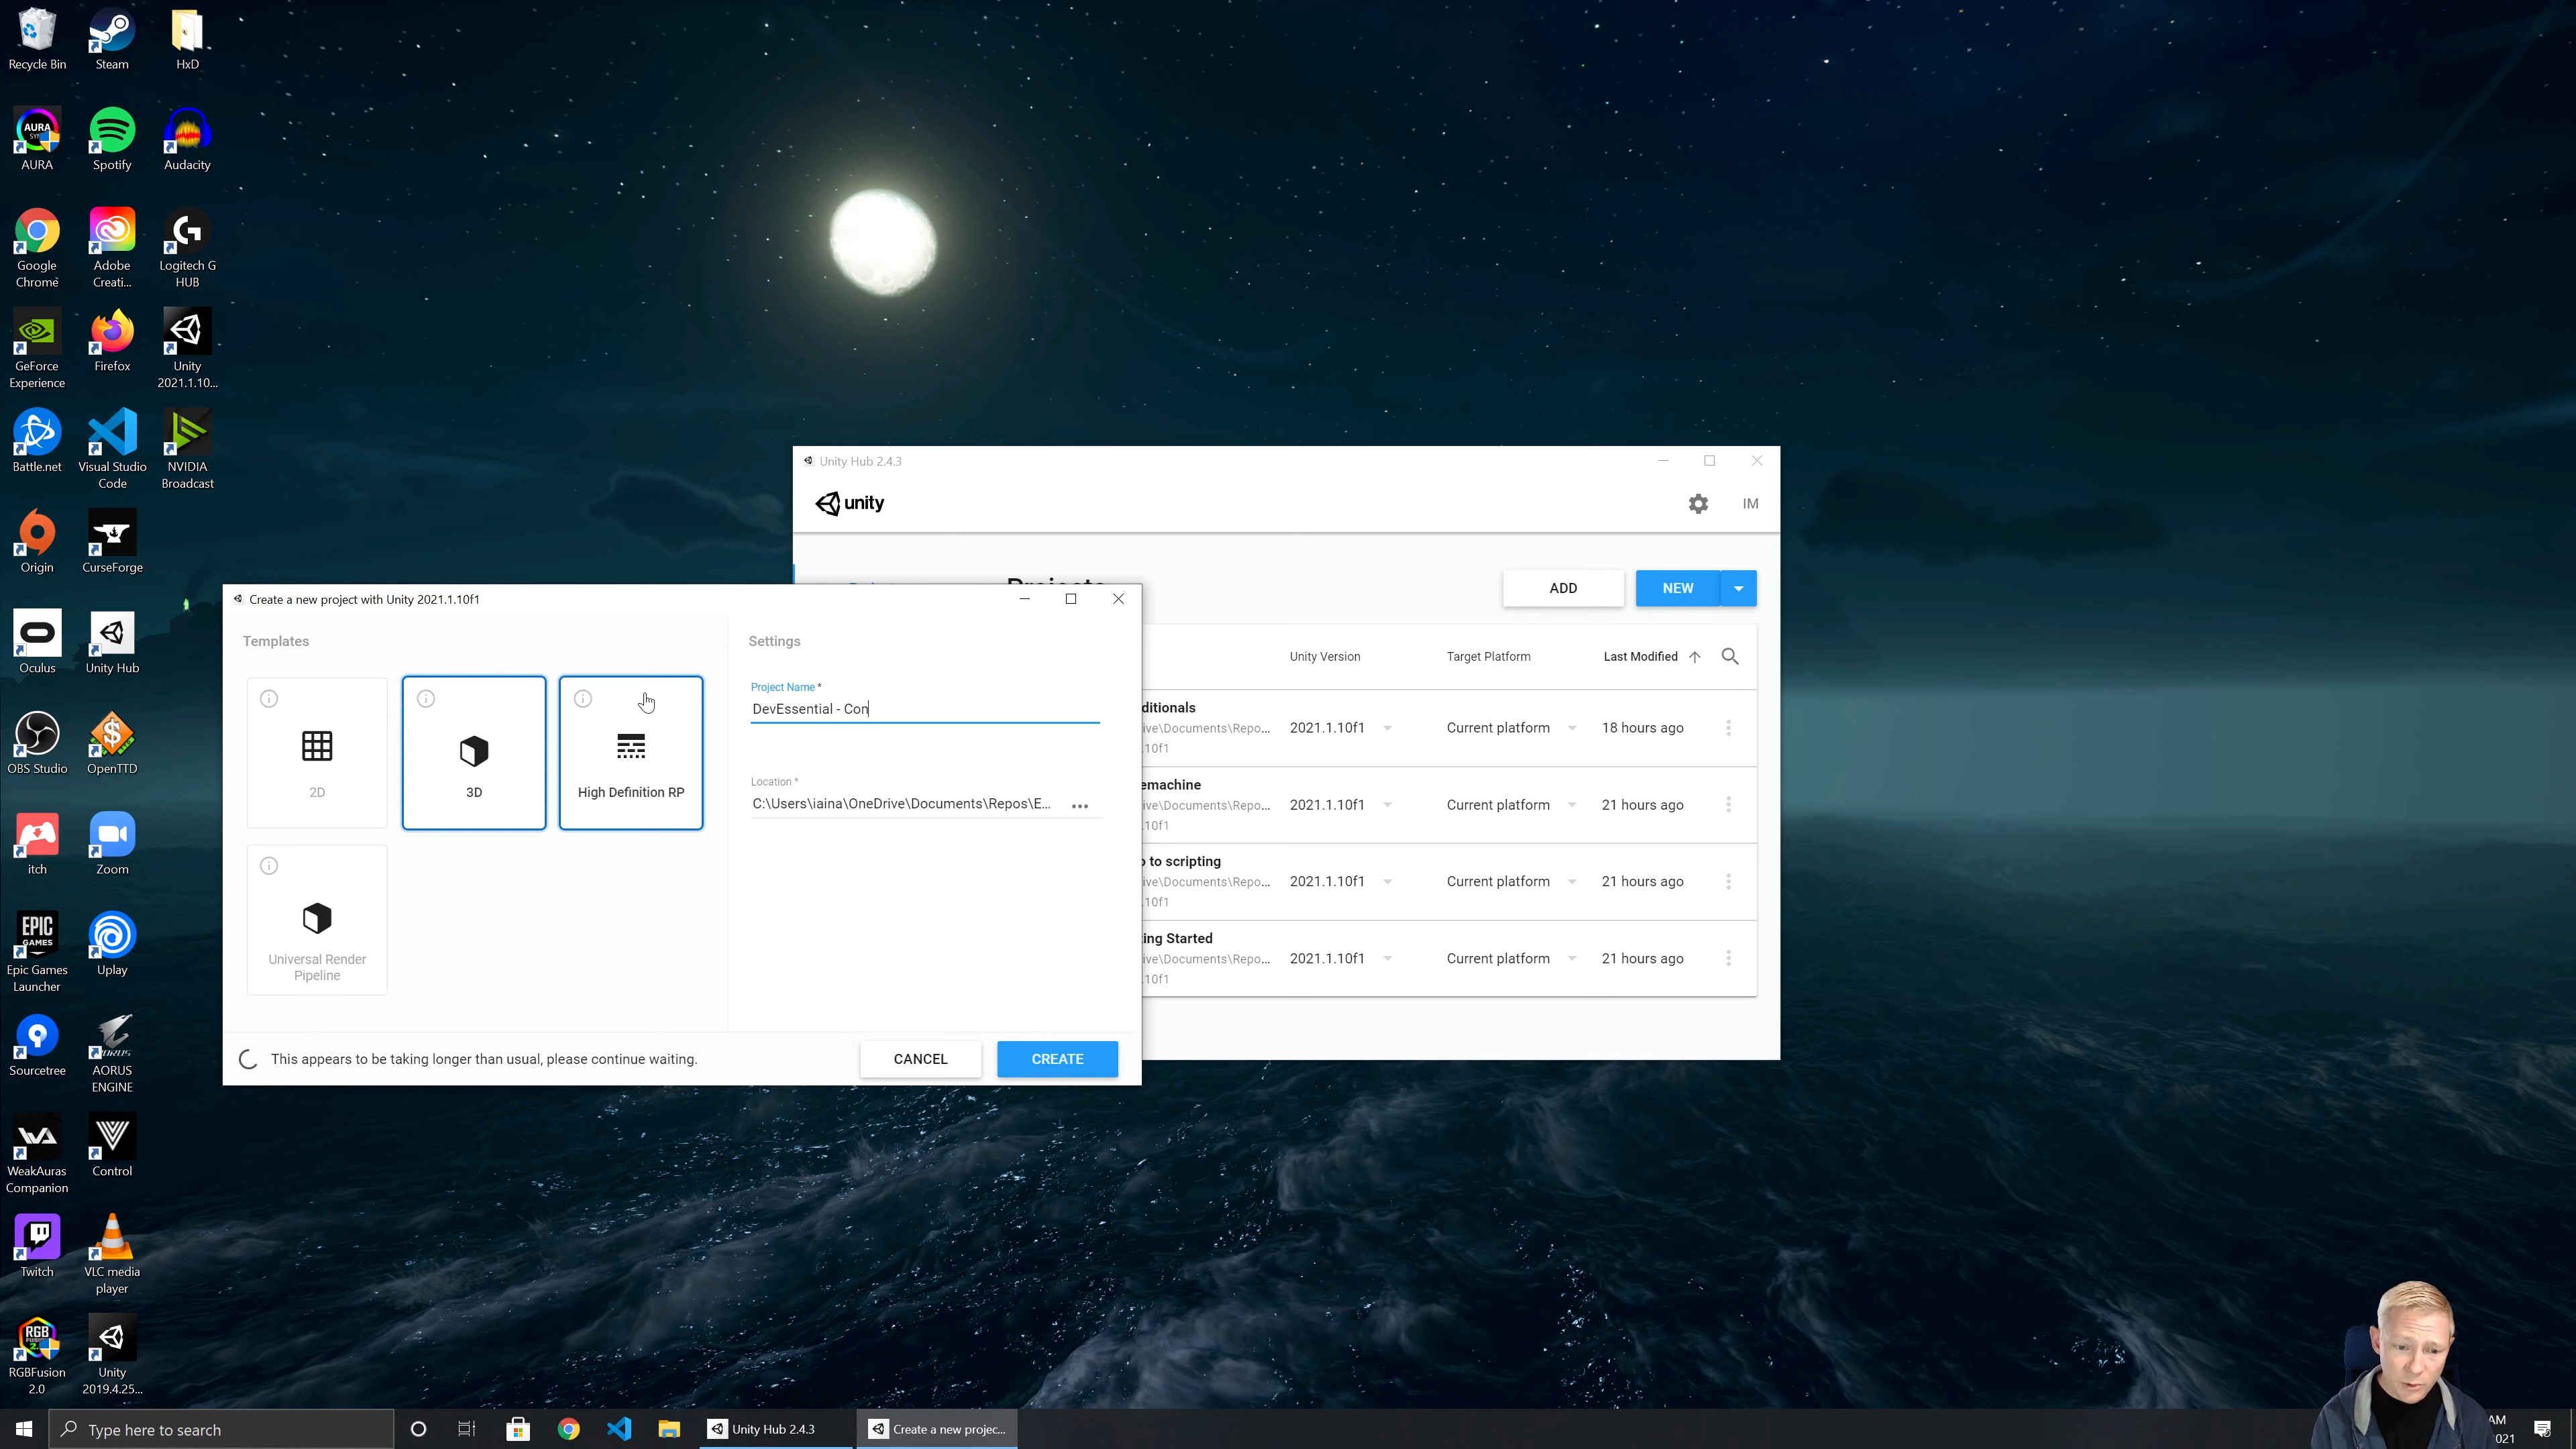 Recycle Bin
Steam
HxD
AURA
Spotify
Audacity
Google
Chrome
Adobe
Creati...
Logitech G
HUB
GeForce
Experience
Firefox
Unity
2021.1.10...
Battle.net
Visual Studio
Code
NVIDIA
Broadcast
Origin
CurseForge
Oculus
Unity Hub
OBS Studio
OpenTTD
itch
Zoom
Epic Games
Launcher
Uplay
Sourcetree
AORUS
ENGINE
WeakAuras
Companion
Control
Twitch
VLC media
player
RGBFusion
2.0
Unity
2019.4.25...
Unity Hub 2.4.3
unity
IM
Projects
ADD
NEW
Unity Version
Target Platform
Last Modified
ditionals
ive\Documents\Repo...
.10f1
2021.1.10f1
Current platform
18 hours ago
emachine
ive\Documents\Repo...
.10f1
2021.1.10f1
Current platform
21 hours ago
to scripting
ive\Documents\Repo...
.10f1
2021.1.10f1
Current platform
21 hours ago
ing Started
ive\Documents\Repo...
.10f1
2021.1.10f1
Current platform
21 hours ago
Create a new project with Unity 2021.1.10f1
Templates
2D
3D
High Definition RP
Universal Render
Pipeline
Settings
Project Name *
DevEssential - Con
Location *
C:\Users\iaina\OneDrive\Documents\Repos\E...
This appears to be taking longer than usual, please continue waiting.
CANCEL
CREATE
Type here to search
Unity Hub 2.4.3
Create a new projec...
AM
021